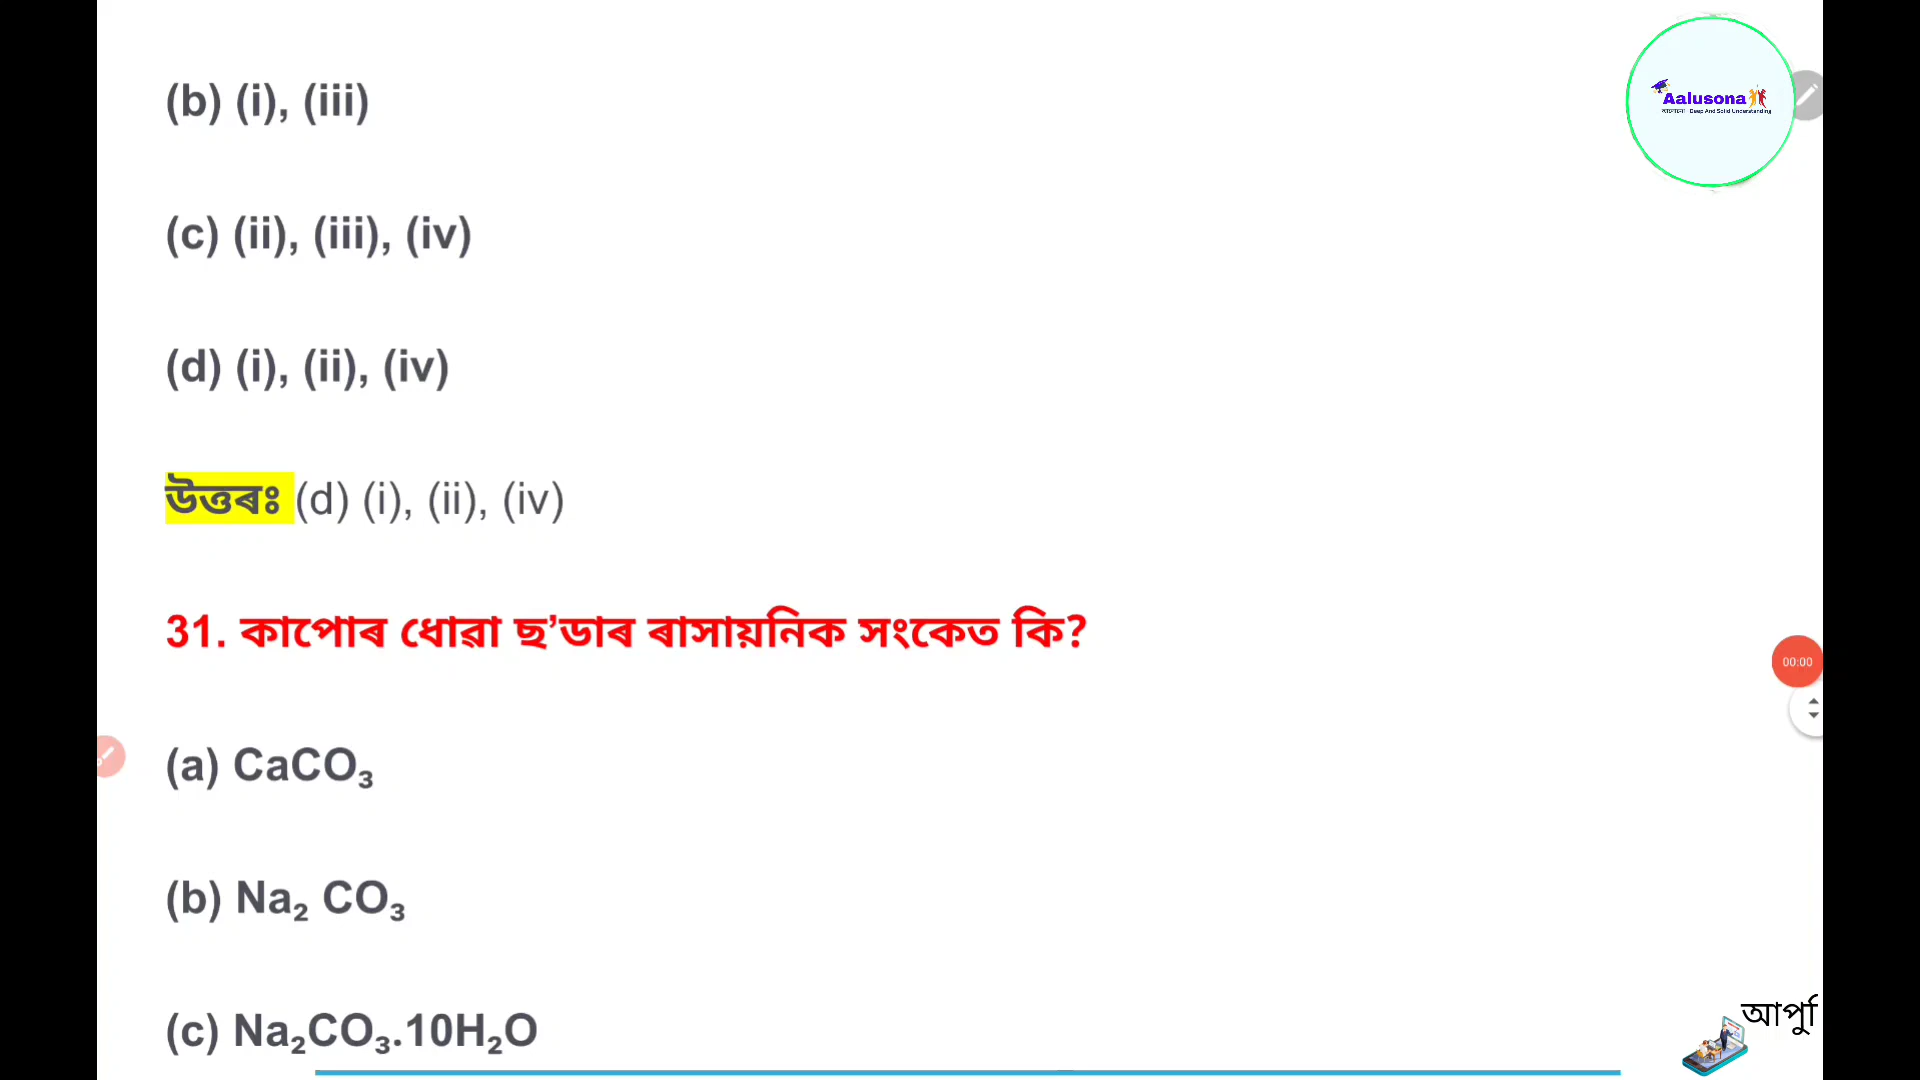 (b) (i), (iii)
Aalusona
(c) (ii), (iii), (iv)
(d) (i), (ii), (iv)
উত্তৰঃ (d) (i), (ii), (iv)
31. কাপোৰ ধোৱা ছ’ডাৰ ৰাসায়নিক সংকেত কি?
00:00
(a) CaCO₃
(b) Na₂ CO₃
(c) Na₂CO₃.10H₂O